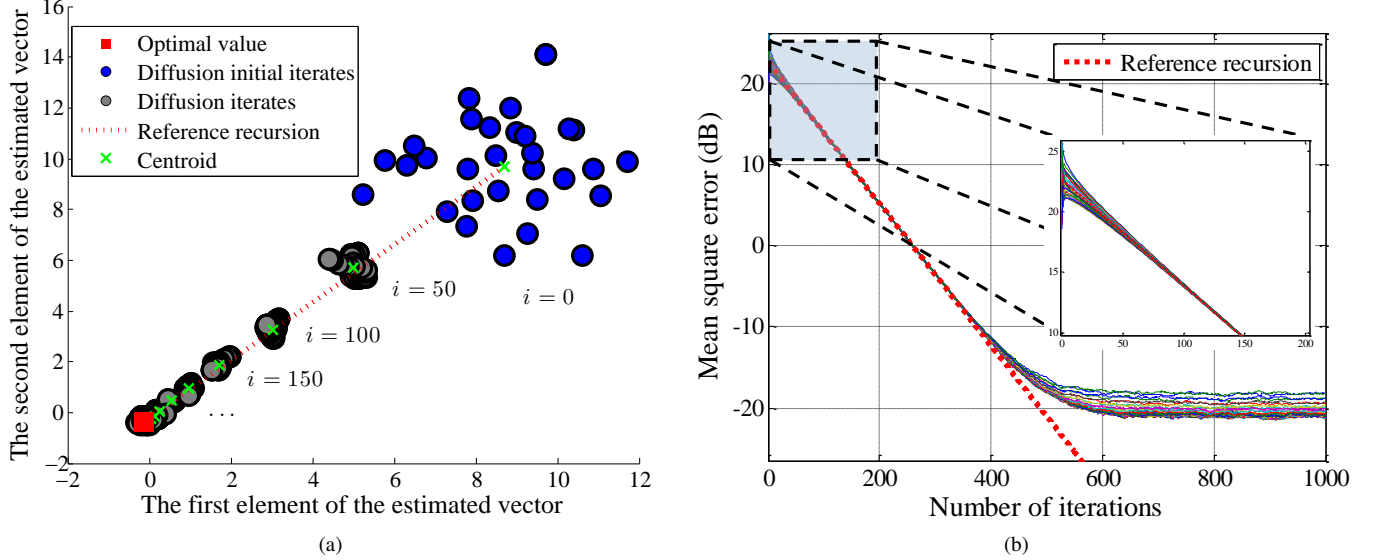 16
14
12
10
8
6
4
2
0
−2
−2
0
2
4
6
8
10
12
The second element of the estimated vector
The first element of the estimated vector
Optimal value
Diffusion initial iterates
Diffusion iterates
Reference recursion
Centroid
i = 0
i = 50
i = 100
i = 150
...
(a)
20
10
0
-10
-20
0
200
400
600
800
1000
Mean square error (dB)
Number of iterations
Reference recursion
25
20
15
10
0
50
100
150
200
(b)